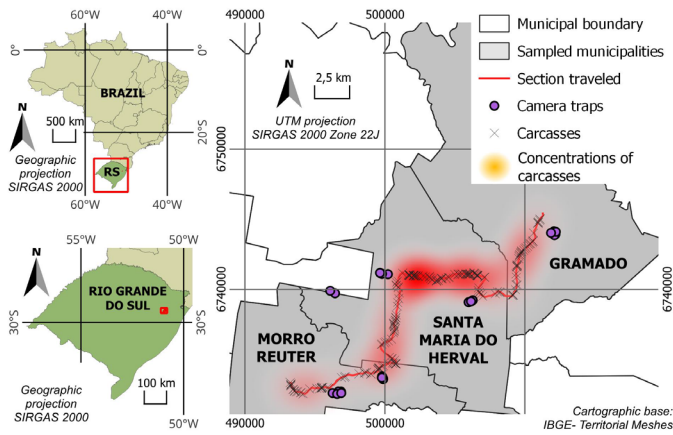 60°W
40°W
0°
0°
BRAZIL
N
500 km
20°S
Geographic
projection
SIRGAS 2000
RS
60°W
40°W
55°W
50°W
N
RIO GRANDE
DO SUL
30°S
30°S
Geographic
projection
SIRGAS 2000
100 km
50°W
490000
500000
N
2,5 km
UTM projection
SIRGAS 2000 Zone 22J
6750000
6740000
6740000
GRAMADO
SANTA
MARIA DO
HERVAL
MORRO
REUTER
490000
500000
Municipal boundary
Sampled municipalities
Section traveled
Camera traps
Carcasses
Concentrations of
carcasses
Cartographic base:
IBGE- Territorial Meshes